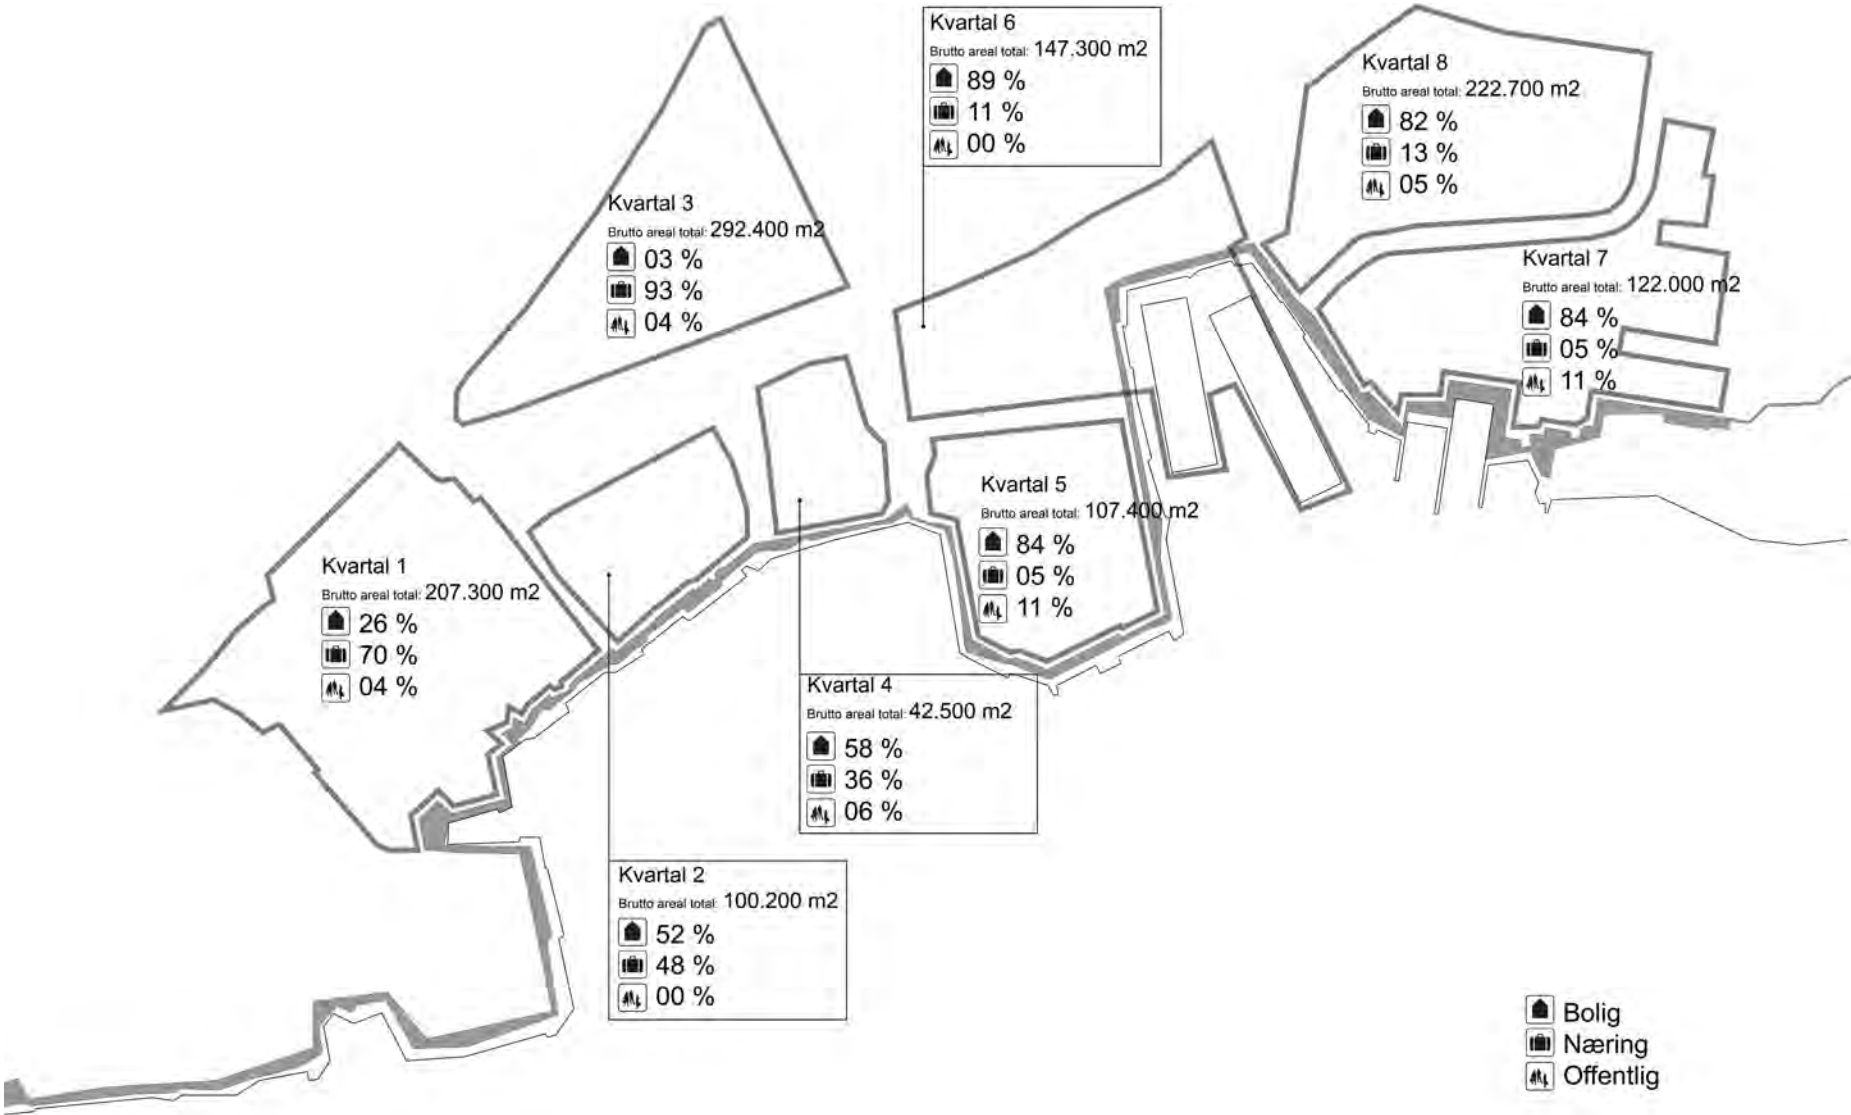 Kvartal 6
Brutto areal total: 147.300 m2
89 %
11 %
00 %
Kvartal 8
Brutto areal total: 222.700 m2
82 %
13 %
05 %
Kvartal 3
Brutto areal total: 292.400 m2
03 %
93 %
04 %
Kvartal 7
Brutto areal total: 122.000 m2
84 %
05 %
11 %
Kvartal 5
Brutto areal total: 107.400 m2
84 %
05 %
11 %
Kvartal 1
Brutto areal total: 207.300 m2
26 %
70 %
04 %
Kvartal 4
Brutto areal total: 42.500 m2
58 %
36 %
06 %
Kvartal 2
Brutto areal total: 100.200 m2
52 %
48 %
00 %
Bolig
Næring
Offentlig